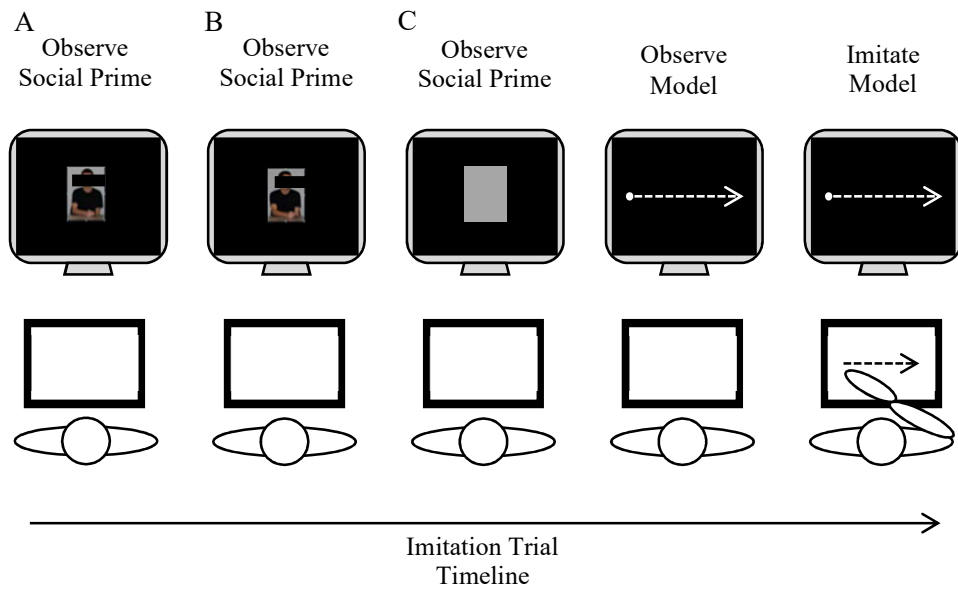 A
Observe
Social Prime
B
Observe
Social Prime
C
Observe
Social Prime
Observe
Model
Imitate
Model
Imitation Trial
Timeline